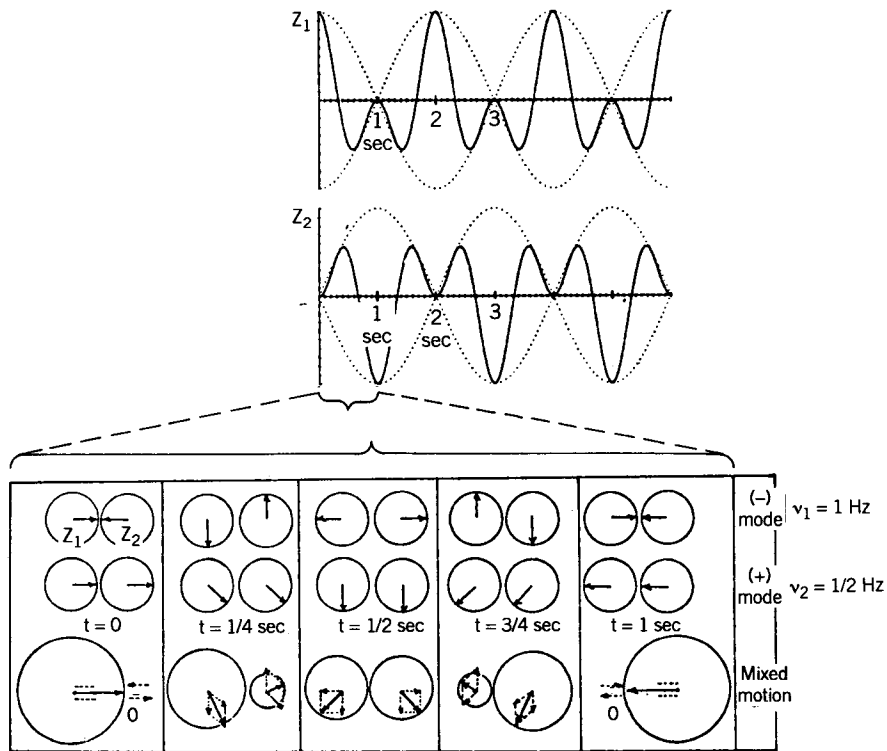 Z1
1 2 3
sec
Z2
1 2 3
sec sec
Z1 Z2
(−)
mode ν1 = 1 Hz
(+)
mode ν2 = 1/2 Hz
t = 0 t = 1/4 sec t = 1/2 sec t = 3/4 sec t = 1 sec
0 0
Mixed
motion